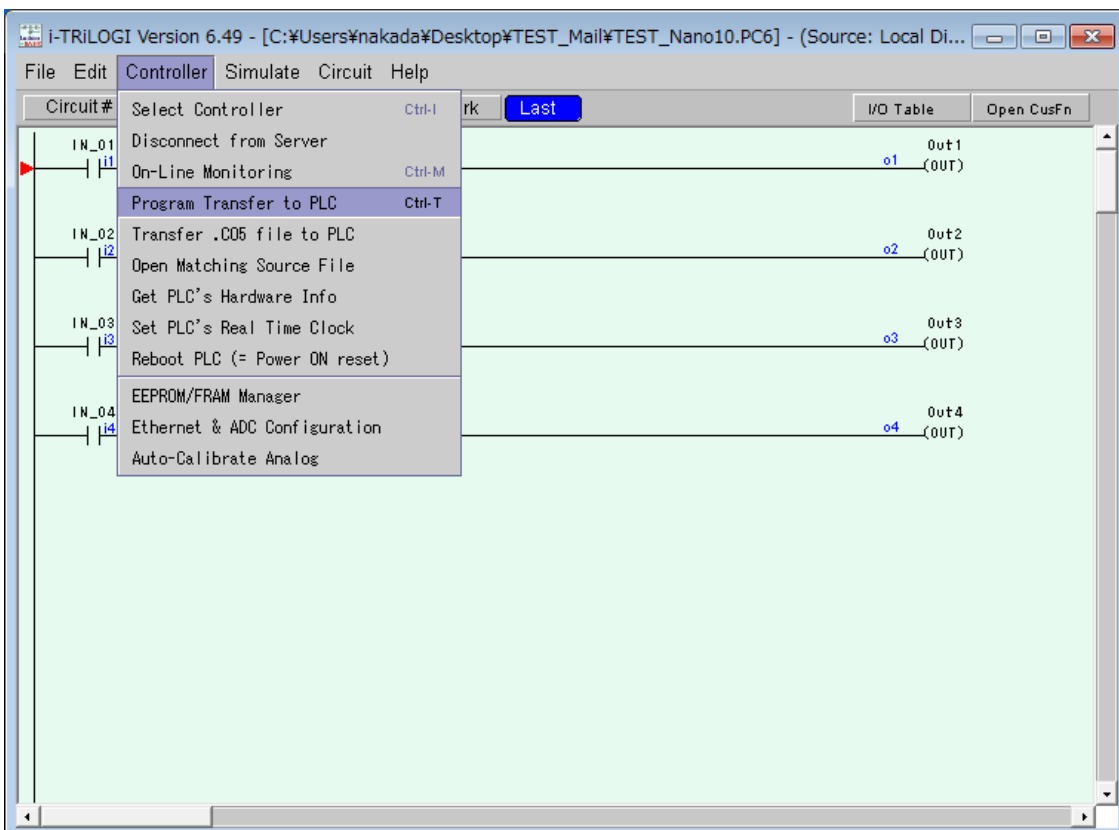 i-TRiLOGI Version 6.49 - [C:¥Users¥nakada¥Desktop¥TEST_Mail¥TEST_Nano10.PC6] - (Source: Local Di...
File Edit Controller Simulate Circuit Help
Circuit # rk Last I/O Table Open CusFn
Select Controller Ctrl-I
Disconnect from Server
On-Line Monitoring Ctrl-M
Program Transfer to PLC Ctrl-T
Transfer .CO5 file to PLC
Open Matching Source File
Get PLC's Hardware Info
Set PLC's Real Time Clock
Reboot PLC (= Power ON reset)
EEPROM/FRAM Manager
Ethernet & ADC Configuration
Auto-Calibrate Analog
IN_01 Out1
i1 o1 (OUT)
IN_02 Out2
i2 o2 (OUT)
IN_03 Out3
i3 o3 (OUT)
IN_04 Out4
i4 o4 (OUT)